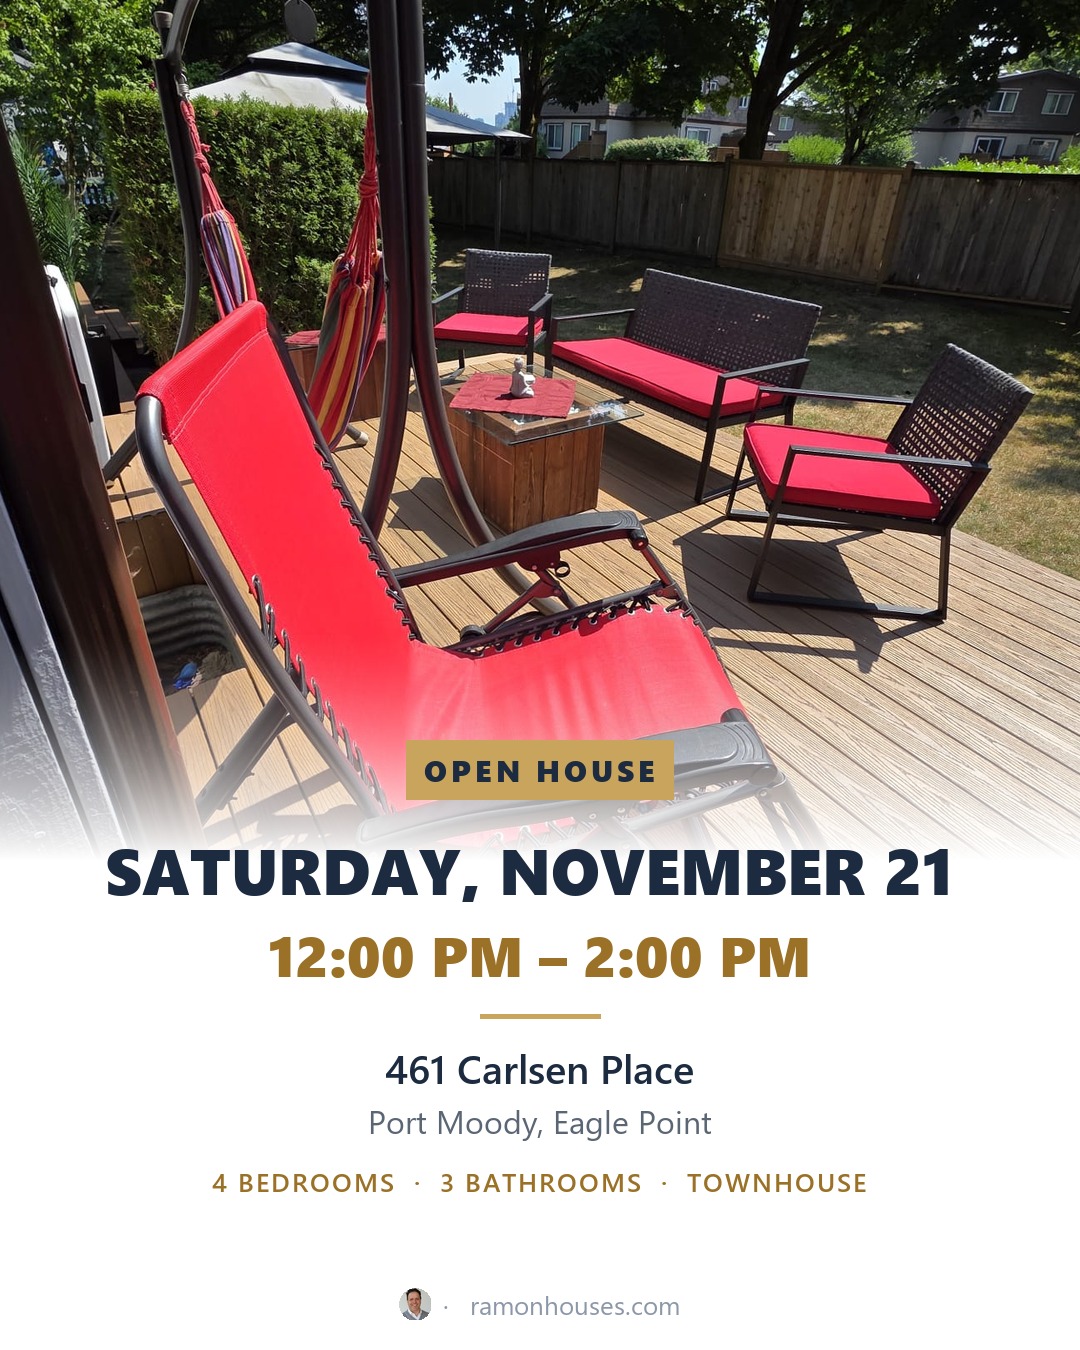 OPEN HOUSE
SATURDAY, NOVEMBER 21
12:00 PM – 2:00 PM
461 Carlsen Place
Port Moody, Eagle Point
4 BEDROOMS · 3 BATHROOMS · TOWNHOUSE
· ramonhouses.com